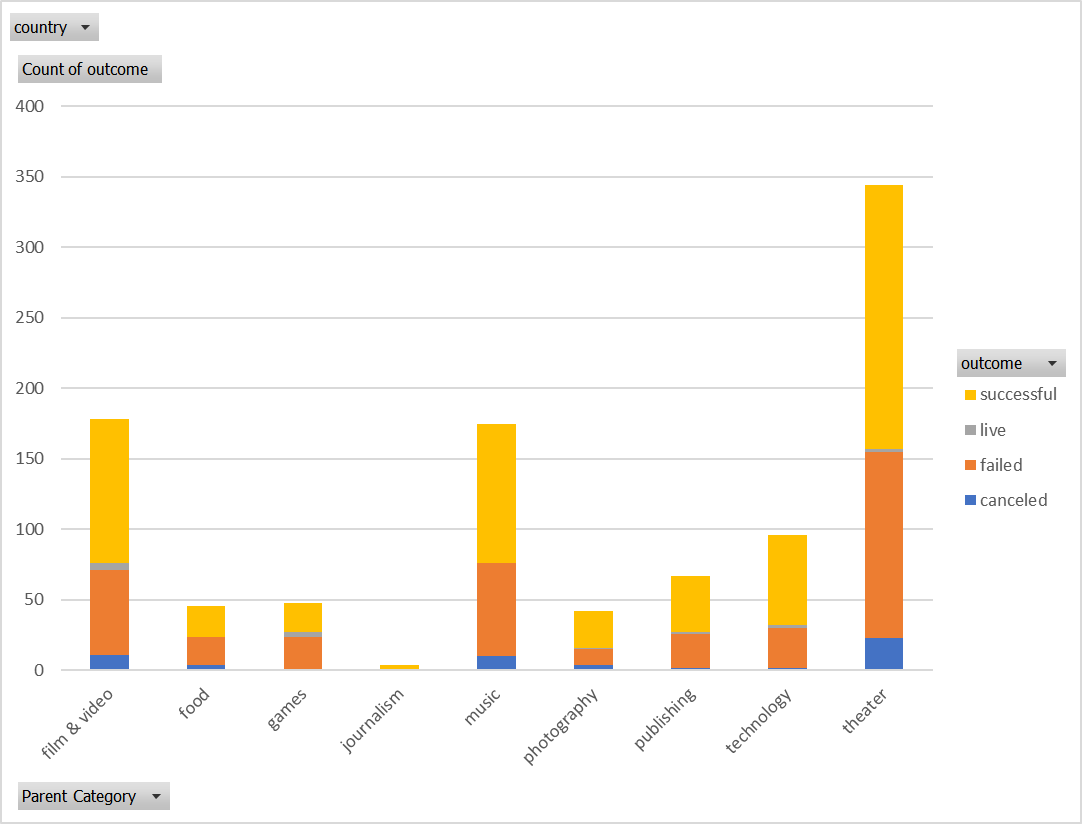 country
Count of outcome
400
350
300
250
200
150
100
50
0
film & video
food
games
journalism
music
photography
publishing
technology
theater
outcome
successful
live
failed
canceled
Parent Category